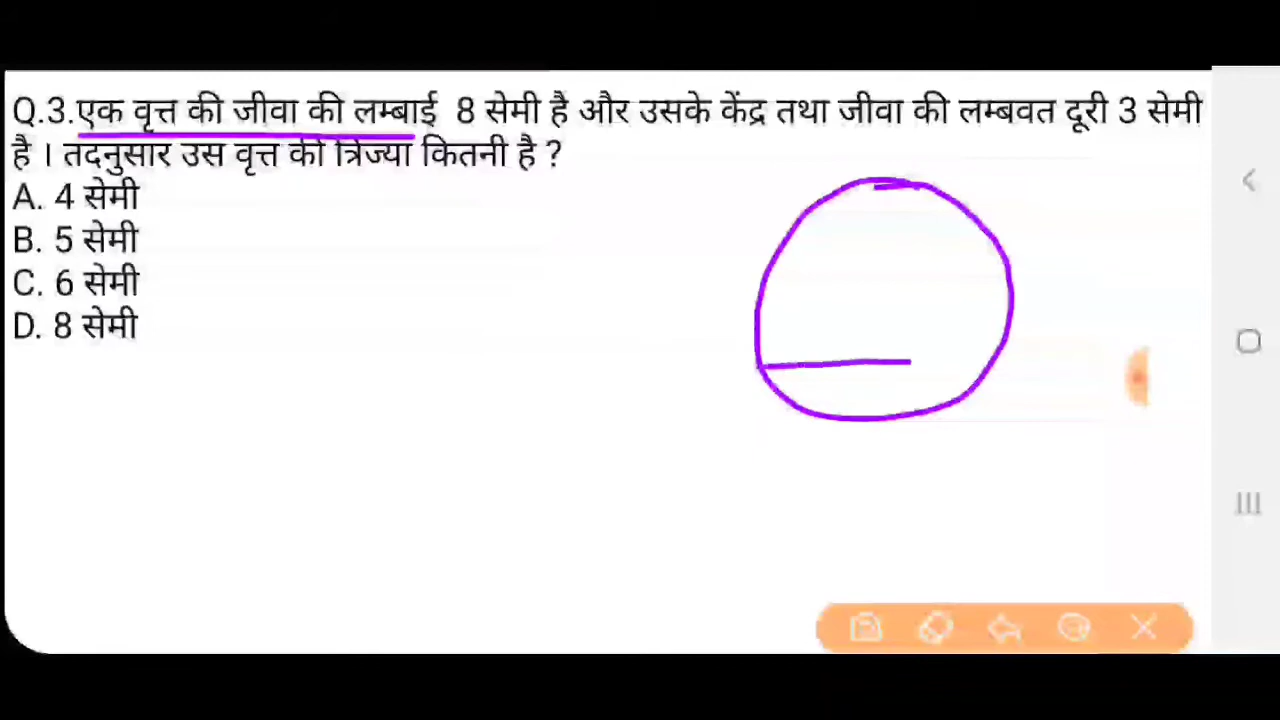 Q.3.एक वृत्त की जीवा की लम्बाई 8 सेमी है और उसके केंद्र तथा जीवा की लम्बवत दूरी 3 सेमी
है । तदनुसार उस वृत्त की त्रिज्या कितनी है ?
A. 4 सेमी
B. 5 सेमी
C. 6 सेमी
D. 8 सेमी